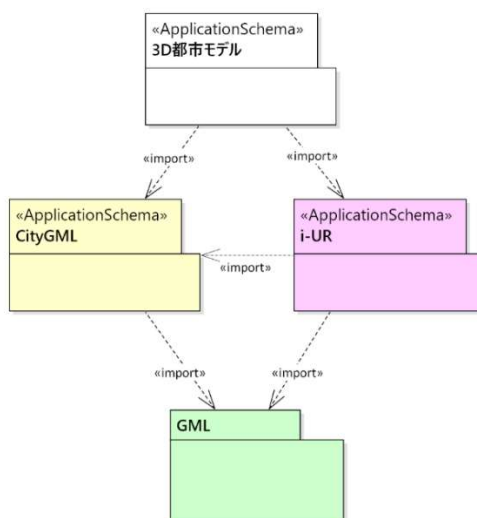 «ApplicationSchema»
3D都市モデル
«import»
«import»
«ApplicationSchema»
CityGML
«ApplicationSchema»
i-UR
«import»
«import»
«import»
GML